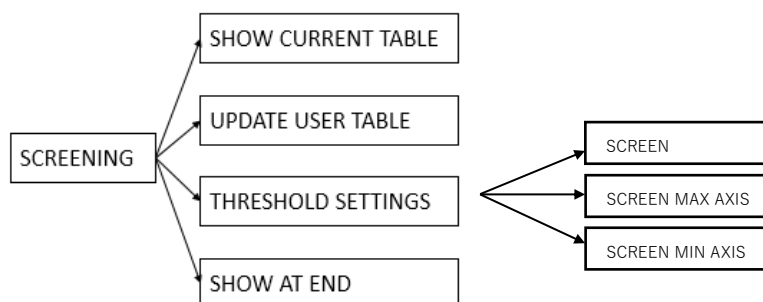 SHOW CURRENT TABLE
UPDATE USER TABLE
SCREENING
THRESHOLD SETTINGS
SHOW AT END
SCREEN
SCREEN MAX AXIS
SCREEN MIN AXIS